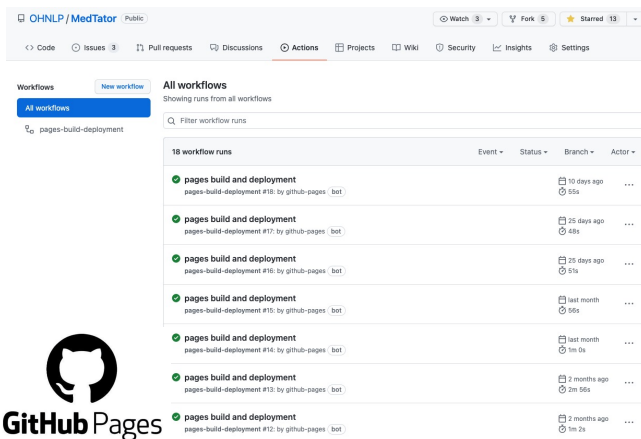 OHNLP / MedTator Public
Watch 3 Fork 5 Starred 13
Code Issues 3 Pull requests Discussions Actions Projects Wiki Security Insights Settings
Workflows New workflow
All workflows
pages-build-deployment
All workflows
Showing runs from all workflows
Filter workflow runs
18 workflow runs Event Status Branch Actor
pages build and deployment 10 days ago
pages-build-deployment #18: by github-pages bot 55s
pages build and deployment 25 days ago
pages-build-deployment #17: by github-pages bot 48s
pages build and deployment 25 days ago
pages-build-deployment #16: by github-pages bot 51s
pages build and deployment last month
pages-build-deployment #15: by github-pages bot 56s
pages build and deployment last month
pages-build-deployment #14: by github-pages bot 1m 0s
pages build and deployment 2 months ago
pages-build-deployment #13: by github-pages bot 2m 56s
pages build and deployment 2 months ago
pages-build-deployment #12: by github-pages bot 1m 2s
GitHub Pages